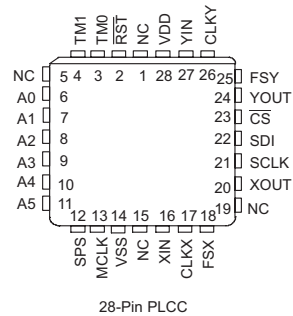 TM1 TM0 RST NC VDD YIN CLKY
4 3 2 1 28 27 26
NC 5 25 FSY
A0 6 24 YOUT
A1 7 23 CS
A2 8 22 SDI
A3 9 21 SCLK
A4 10 20 XOUT
A5 11 19 NC
12 13 14 15 16 17 18
SPS MCLK VSS NC XIN CLKX FSX
28-Pin PLCC